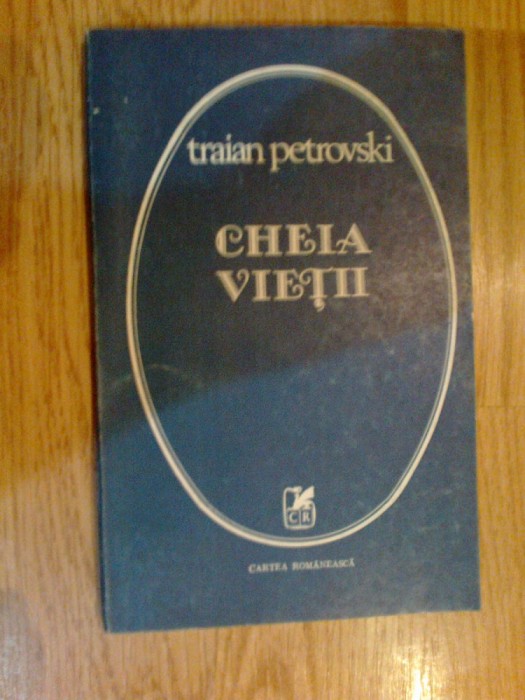 traian petrovski
CHEIA
VIEȚII
CR
CARTEA ROMÂNEASCĂ